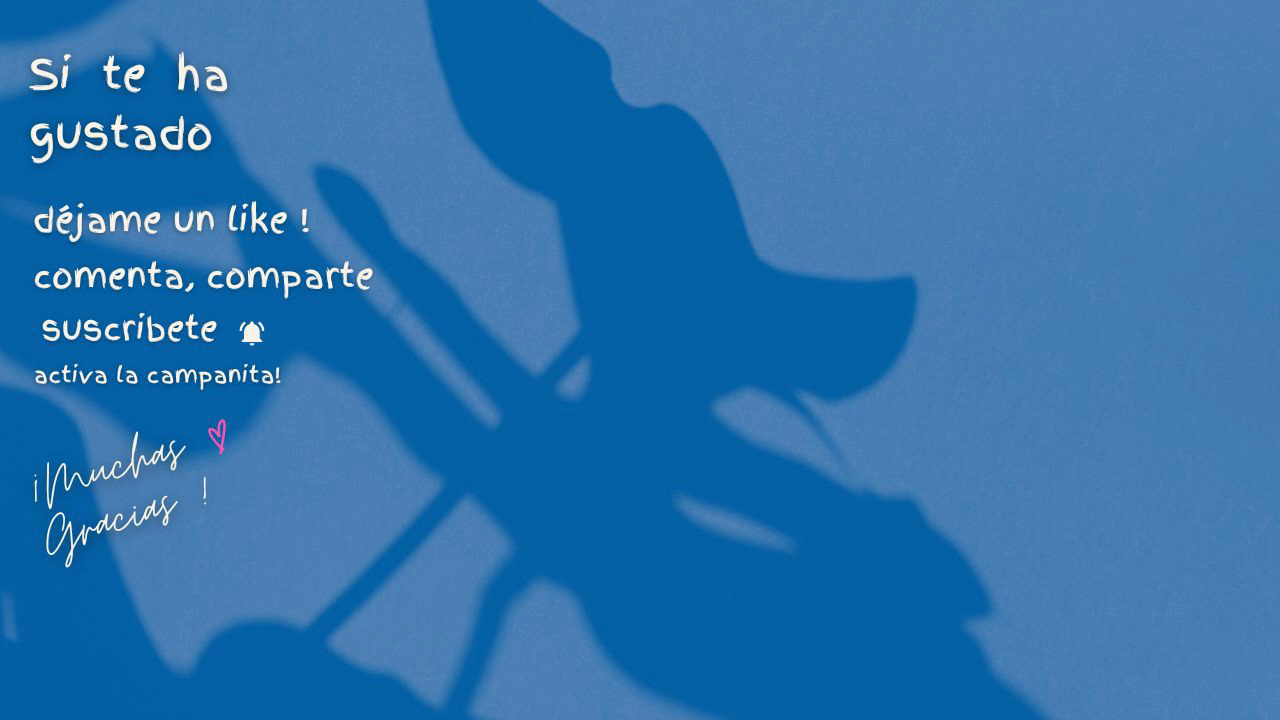 Si te ha
gustado
déjame un like !
comenta, comparte
suscribete
activa la campanita!
¡Muchas
Gracias !